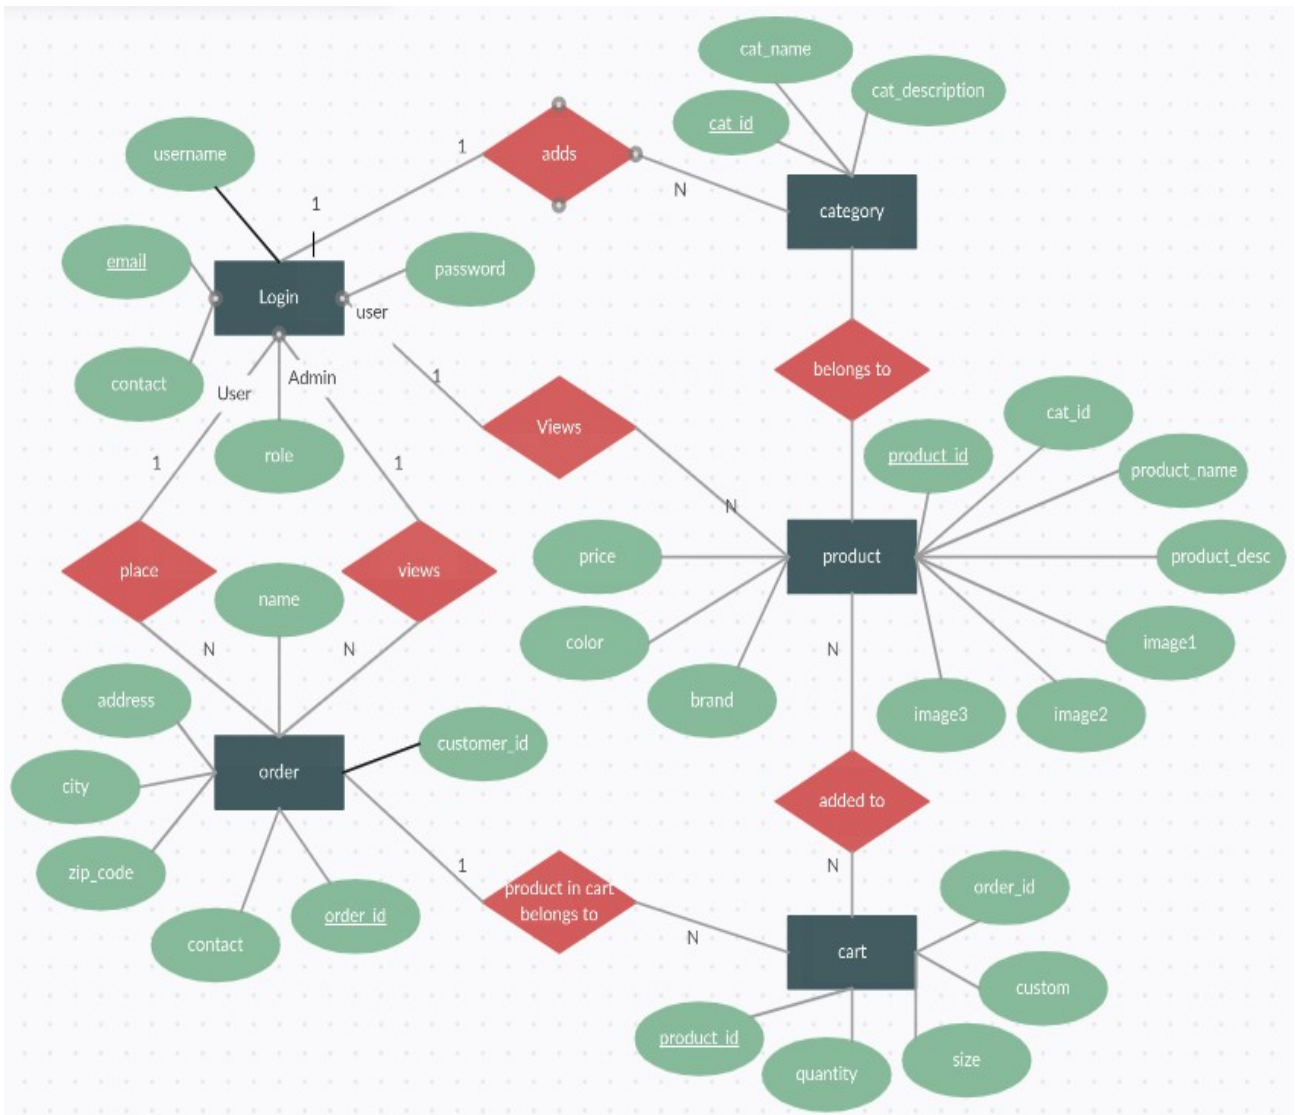 cat_name
cat_description
cat_id
username
1
adds
N
category
1
email
password
Login
user
contact
User
Admin
role
1
1
1
belongs to
Views
product_id
cat_id
product_name
N
price
product
product_desc
place
views
name
color
image1
N
N
N
address
brand
image3
image2
customer_id
order
city
added to
zip_code
1
N
product in cart
belongs to
order_id
order_id
contact
N
cart
custom
product_id
quantity
size